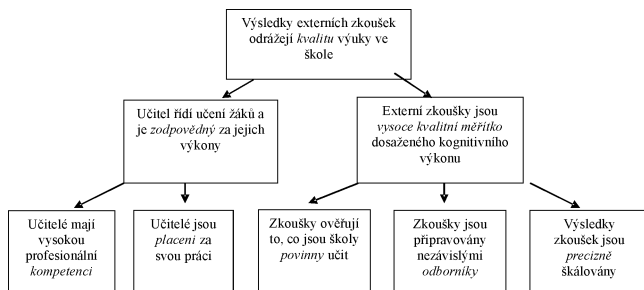 Výsledky externích zkoušek
odrážejí kvalitu výuky ve
škole
Učitel řídí učení žáků a
je zodpovědný za jejich
výkony
Externí zkoušky jsou
vysoce kvalitní měřítko
dosaženého kognitivního
výkonu
Učitelé mají
vysokou
profesionální
kompetenci
Učitelé jsou
placeni za
svou práci
Zkoušky ověřují
to, co jsou školy
povinny učit
Zkoušky jsou
připravovány
nezávislými
odborníky
Výsledky
zkoušek jsou
precizně
škálovány